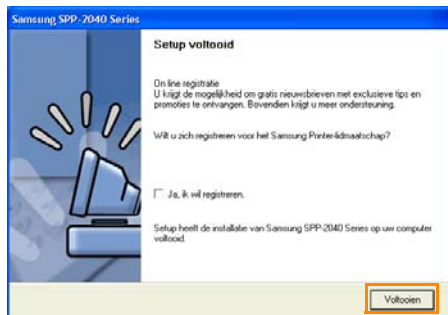 Samsung SPP-2040 Series
Setup voltooid
On line registratie
U krijgt de mogelijkheid om gratis nieuwsbrieven met exclusieve tips en
promoties te ontvangen. Bovendien krijgt u meer ondersteuning.
Wilt u zich registreren voor het Samsung Printer-lidmaatschap?
Ja, ik wil registreren.
Setup heeft de installatie van Samsung SPP-2040 Series op uw computer
voltooid.
Voltooien